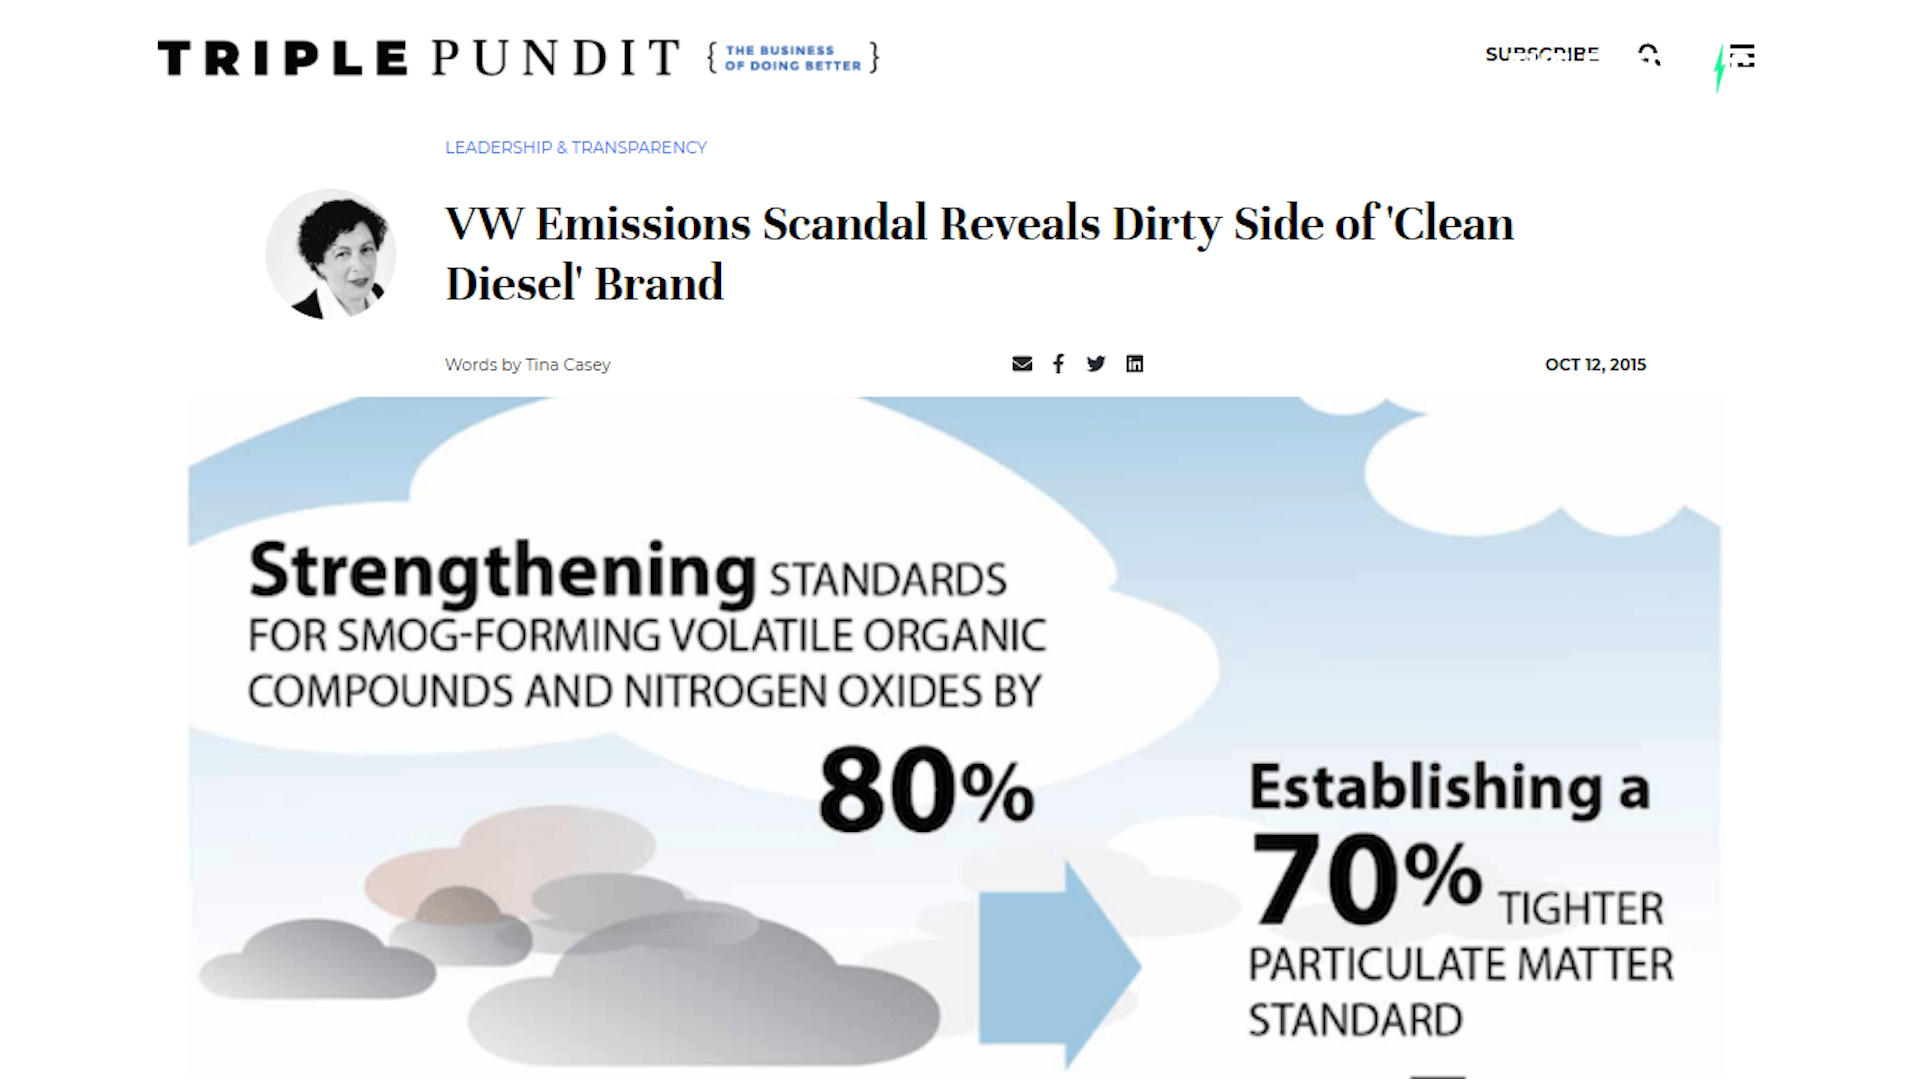 TRIPLE PUNDIT { THE BUSINESS OF DOING BETTER }
SUBSCRIBE
LEADERSHIP & TRANSPARENCY
VW Emissions Scandal Reveals Dirty Side of 'Clean
Diesel' Brand
Words by Tina Casey
OCT 12, 2015
Strengthening STANDARDS
FOR SMOG-FORMING VOLATILE ORGANIC
COMPOUNDS AND NITROGEN OXIDES BY
80%
Establishing a
70% TIGHTER
PARTICULATE MATTER
STANDARD